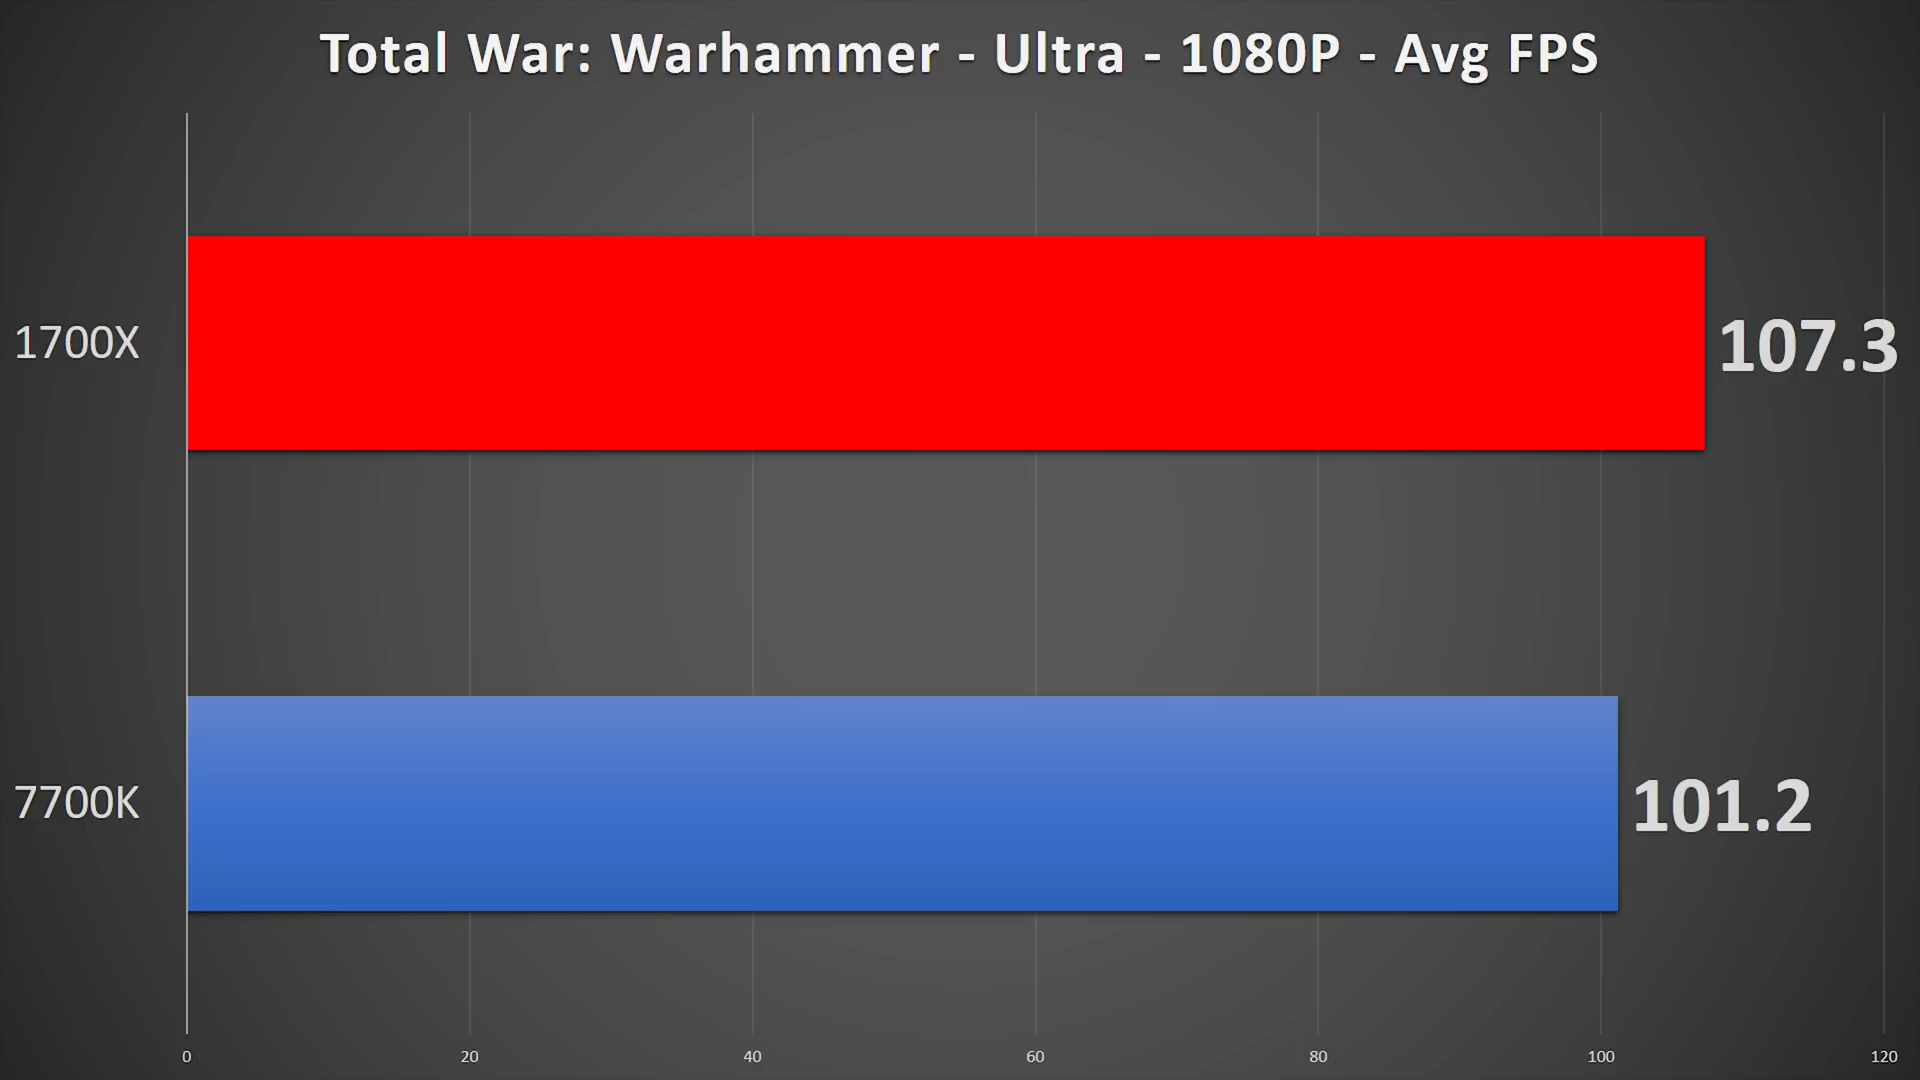 Total War: Warhammer - Ultra - 1080P - Avg FPS
1700X
107.3
7700K
101.2
0 20 40 60 80 100 120